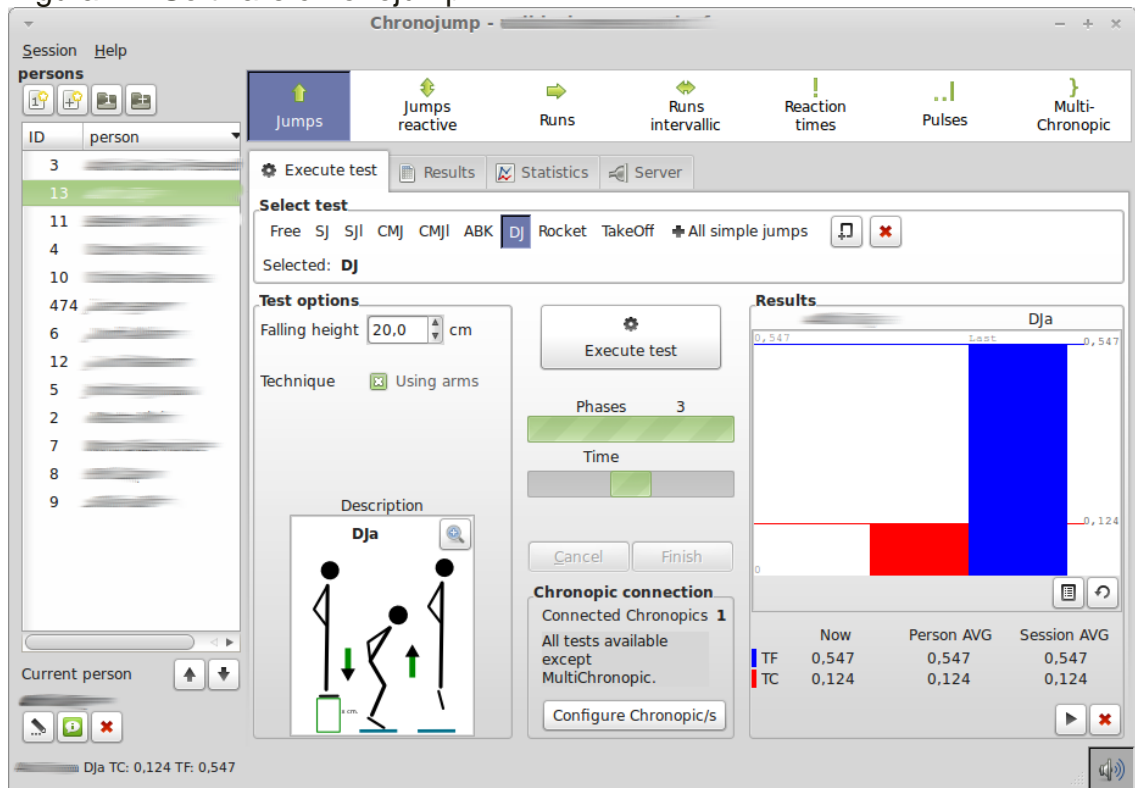 Chronojump -
Session Help
persons
ID person
3
13
11
4
10
474
6
12
5
2
7
8
9
Current person
Jumps
Jumps reactive
Runs
Runs intervallic
Reaction times
Pulses
Multi-Chronopic
Execute test Results Statistics Server
Select test
Free SJ SJl CMJ CMJl ABK DJ Rocket TakeOff All simple jumps
Selected: DJ
Test options
Falling height 20,0 cm
Technique Using arms
Description
DJa
Execute test
Phases 3
Time
Cancel Finish
Chronopic connection
Connected Chronopics 1
All tests available
except
MultiChronopic.
Configure Chronopic/s
Results
DJa
0,547 Last 0,547
0,124
0
Now Person AVG Session AVG
TF 0,547 0,547 0,547
TC 0,124 0,124 0,124
DJa TC: 0,124 TF: 0,547